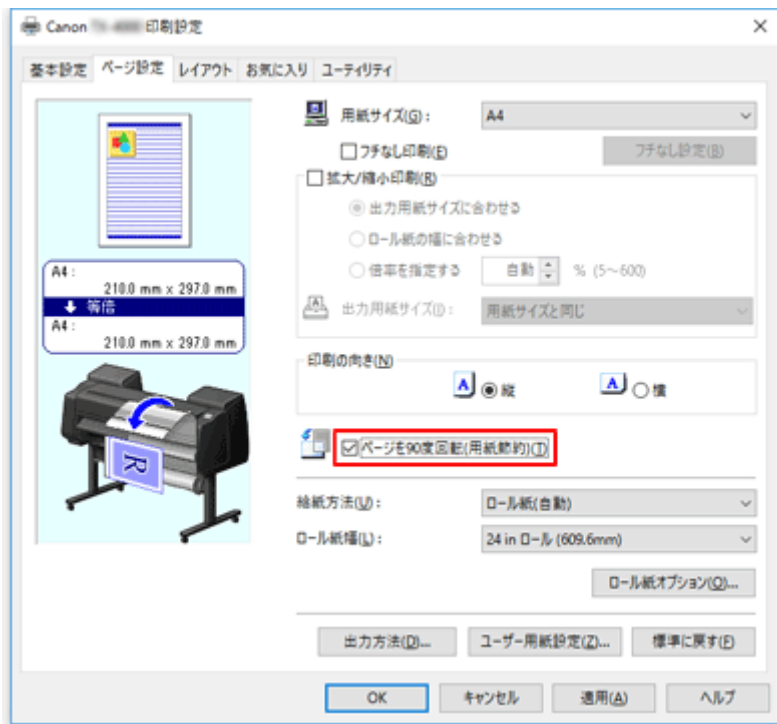 Canon 印刷設定
基本設定 ページ設定 レイアウト お気に入り ユーティリティ
用紙サイズ(G): A4
フチなし印刷(E) フチなし設定(B)
拡大/縮小印刷(R)
出力用紙サイズに合わせる
ロール紙の幅に合わせる
倍率を指定する 自動 % (5～600)
出力用紙サイズ(I): 用紙サイズと同じ
A4:
210.0 mm x 297.0 mm
等倍
A4:
210.0 mm x 297.0 mm
印刷の向き(N)
A 縦 A 横
ページを90度回転(用紙節約)(T)
R
給紙方法(U): ロール紙(自動)
ロール紙幅(L): 24 in ロール (609.6mm)
ロール紙オプション(O)...
出力方法(D)... ユーザー用紙設定(Z)... 標準に戻す(F)
OK キャンセル 適用(A) ヘルプ